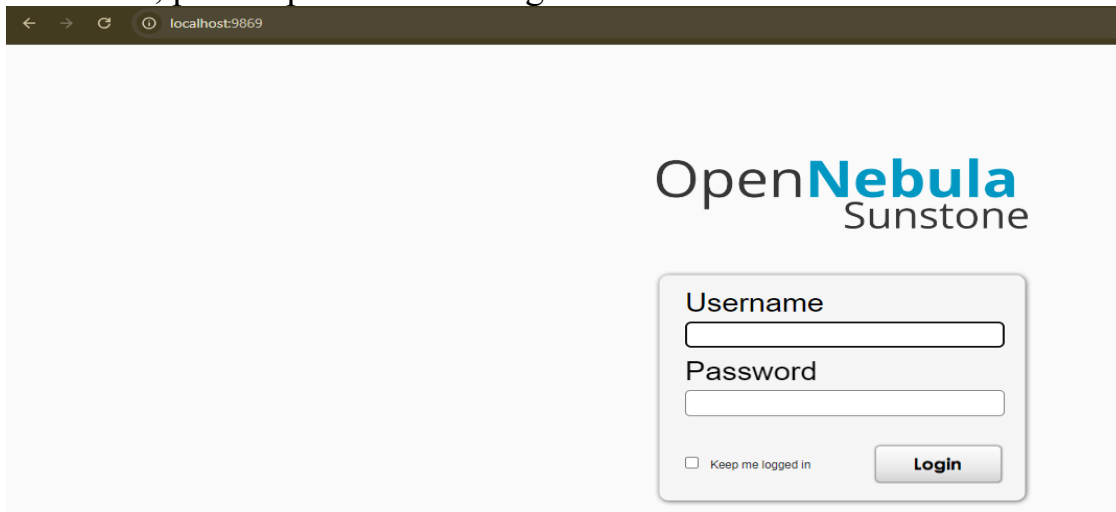 localhost:9869
OpenNebula
Sunstone
Username
Password
Keep me logged in
Login